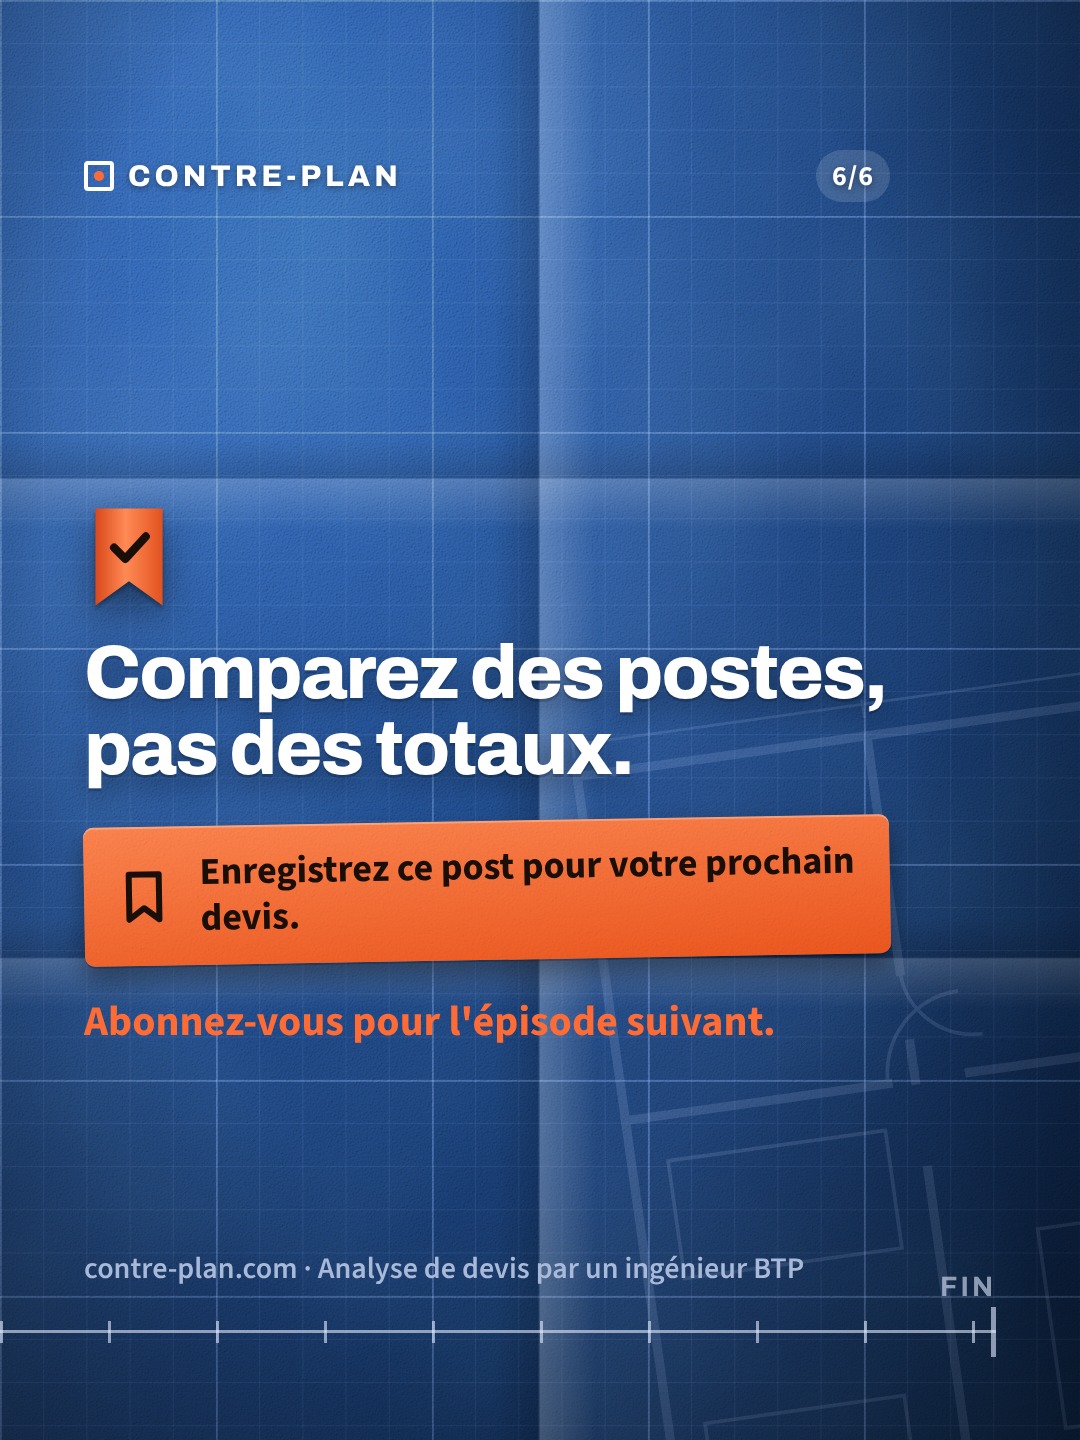 CONTRE-PLAN
6/6
Comparez des postes,
pas des totaux.
Enregistrez ce post pour votre prochain
devis.
Abonnez-vous pour l'épisode suivant.
contre-plan.com · Analyse de devis par un ingénieur BTP
FIN